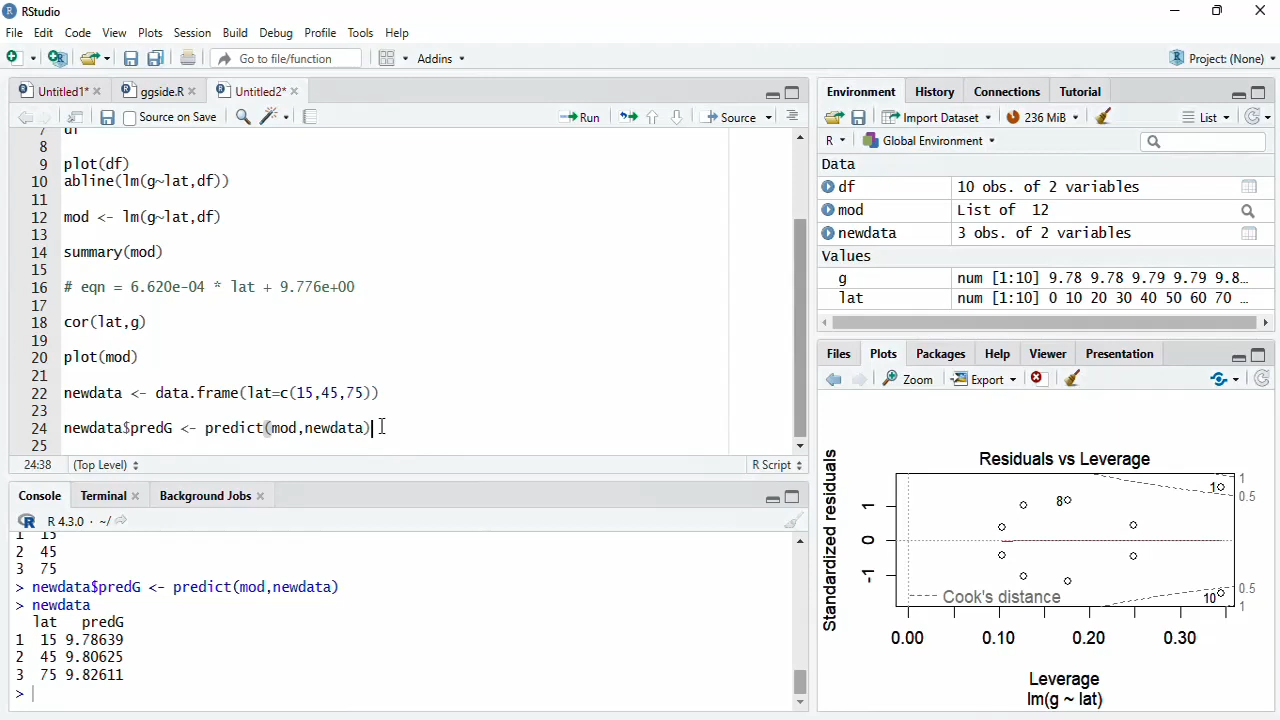 RStudio
File Edit Code View Plots Session Build Debug Profile Tools Help
Go to file/function Addins Project: (None)
Untitled1* ggside.R Untitled2*
Source on Save Run Source
7 df
8
9 plot(df)
10 abline(lm(g~lat,df))
11
12 mod <- lm(g~lat,df)
13
14 summary(mod)
15
16 # eqn = 6.620e-04 * lat + 9.776e+00
17
18 cor(lat,g)
19
20 plot(mod)
21
22 newdata <- data.frame(lat=c(15,45,75))
23
24 newdata$predG <- predict(mod,newdata)
25
24:38 (Top Level) R Script
Console Terminal Background Jobs
R 4.3.0 · ~/
1 15
2 45
3 75
> newdata$predG <- predict(mod,newdata)
> newdata
lat predG
1 15 9.78639
2 45 9.80625
3 75 9.82611
>
Environment History Connections Tutorial
Import Dataset 236 MiB List
R Global Environment
Data
df 10 obs. of 2 variables
mod List of 12
newdata 3 obs. of 2 variables
Values
g num [1:10] 9.78 9.78 9.79 9.79 9.8…
lat num [1:10] 0 10 20 30 40 50 60 70 …
Files Plots Packages Help Viewer Presentation
Zoom Export
Residuals vs Leverage
Standardized residuals
1
0
-1
8
1
10
1
0.5
0.5
1
Cook's distance
0.00 0.10 0.20 0.30
Leverage
lm(g ~ lat)